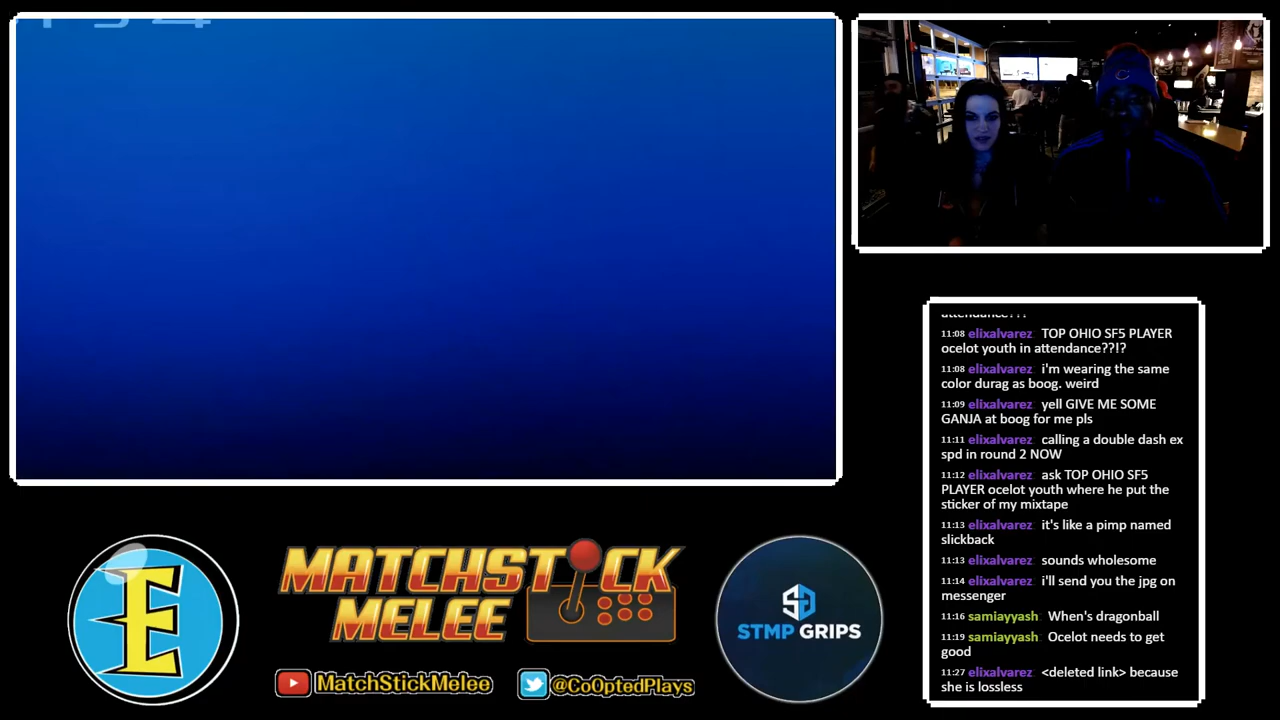 11:08 elixalvarez TOP OHIO SF5 PLAYER
ocelot youth in attendance??!?
11:08 elixalvarez i'm wearing the same
color durag as boog. weird
11:09 elixalvarez yell GIVE ME SOME
GANJA at boog for me pls
11:11 elixalvarez calling a double dash ex
spd in round 2 NOW
11:12 elixalvarez ask TOP OHIO SF5
PLAYER ocelot youth where he put the
sticker of my mixtape
11:13 elixalvarez it's like a pimp named
slickback
11:13 elixalvarez sounds wholesome
11:14 elixalvarez i'll send you the jpg on
messenger
11:16 samiayyash When's dragonball
11:19 samiayyash Ocelot needs to get
good
11:27 elixalvarez <deleted link> because
she is lossless
E
MATCHSTICK
MELEE
MatchStickMelee
@CoOptedPlays
SG
STMP GRIPS